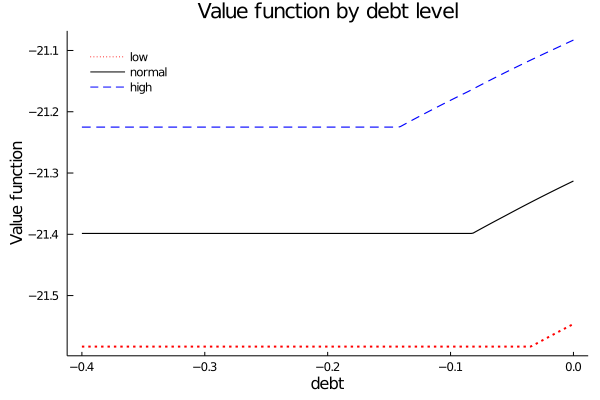 Value function by debt level
low
normal
high
Value function
−21.1
−21.2
−21.3
−21.4
−21.5
−0.4
−0.3
−0.2
−0.1
0.0
debt